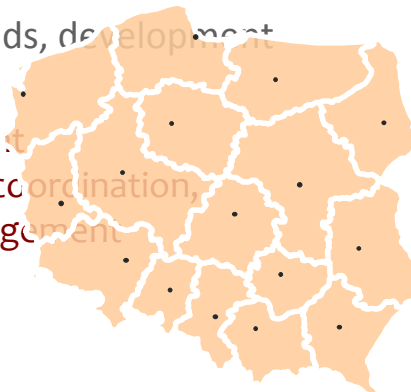 ds, development
t
coordination,
gement